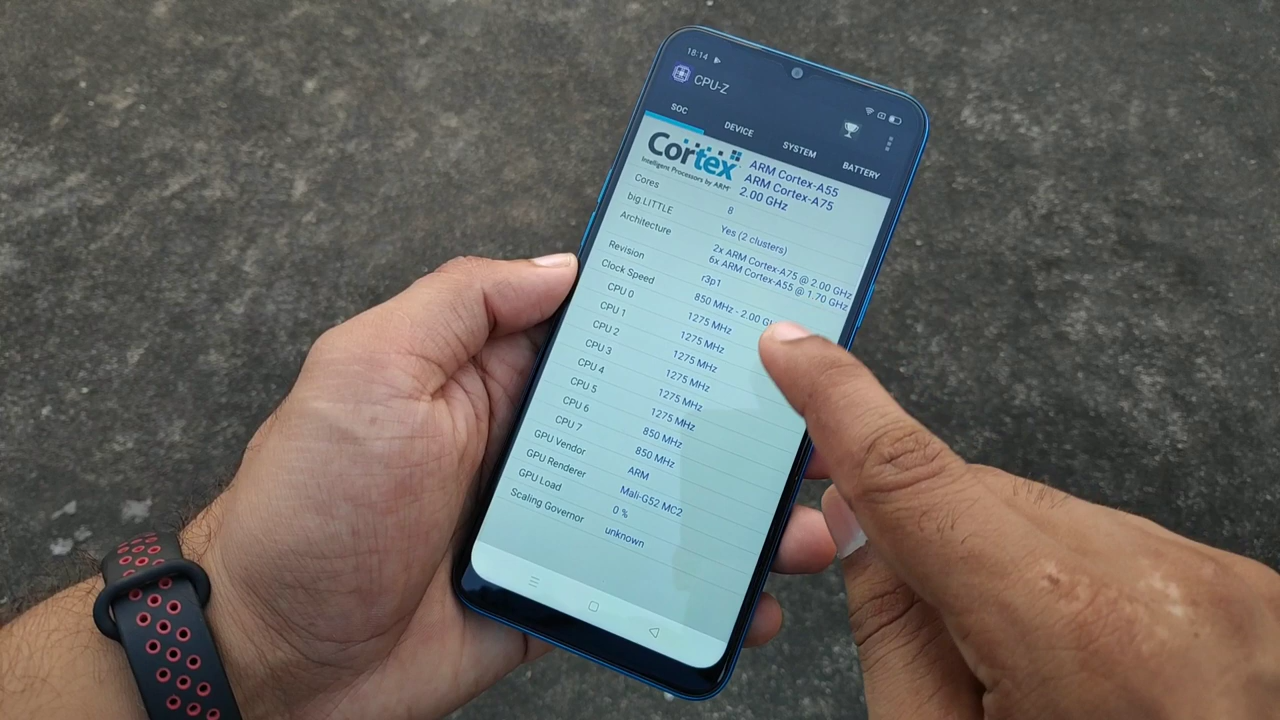 18:14
CPU-Z
SOC
DEVICE
SYSTEM
BATTERY
Cortex
Intelligent Processors by ARM
ARM Cortex-A55
ARM Cortex-A75
2.00 GHz
Cores 8
big.LITTLE Yes (2 clusters)
Architecture 2x ARM Cortex-A75 @ 2.00 GHz
6x ARM Cortex-A55 @ 1.70 GHz
Revision r3p1
Clock Speed 850 MHz - 2.00
CPU 0 1275 MHz
CPU 1 1275 MHz
CPU 2 1275 MHz
CPU 3 1275 MHz
CPU 4 1275 MHz
CPU 5 1275 MHz
CPU 6 850 MHz
CPU 7 850 MHz
GPU Vendor ARM
GPU Renderer Mali-G52 MC2
GPU Load 0 %
Scaling Governor unknown